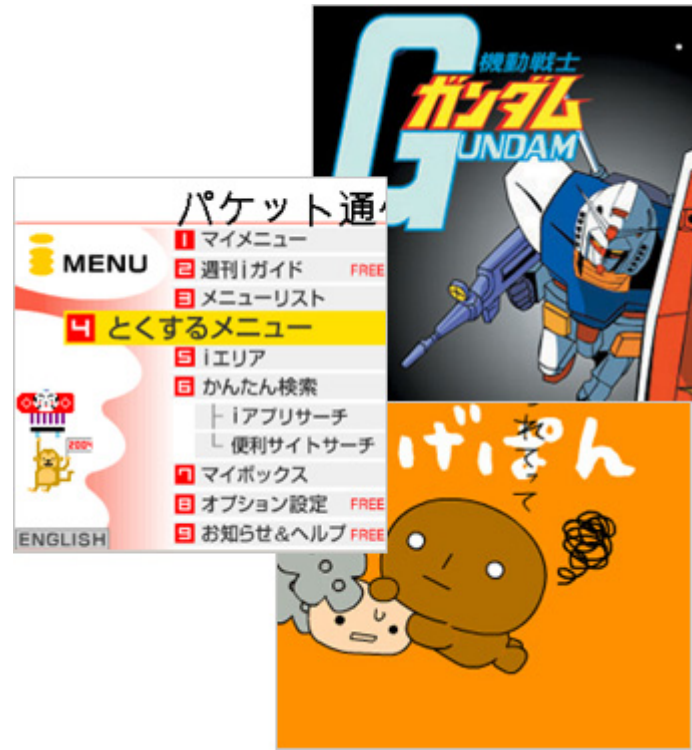 機動戦士
ガンダム
GUNDAM
パケット通
MENU
1 マイメニュー
2 週刊iガイド FREE
3 メニューリスト
4 とくするメニュー
5 iエリア
6 かんたん検索
iアプリサーチ
便利サイトサーチ
7 マイボックス
8 オプション設定 FREE
9 お知らせ&ヘルプ FREE
2004
ENGLISH
げぱん
れてって